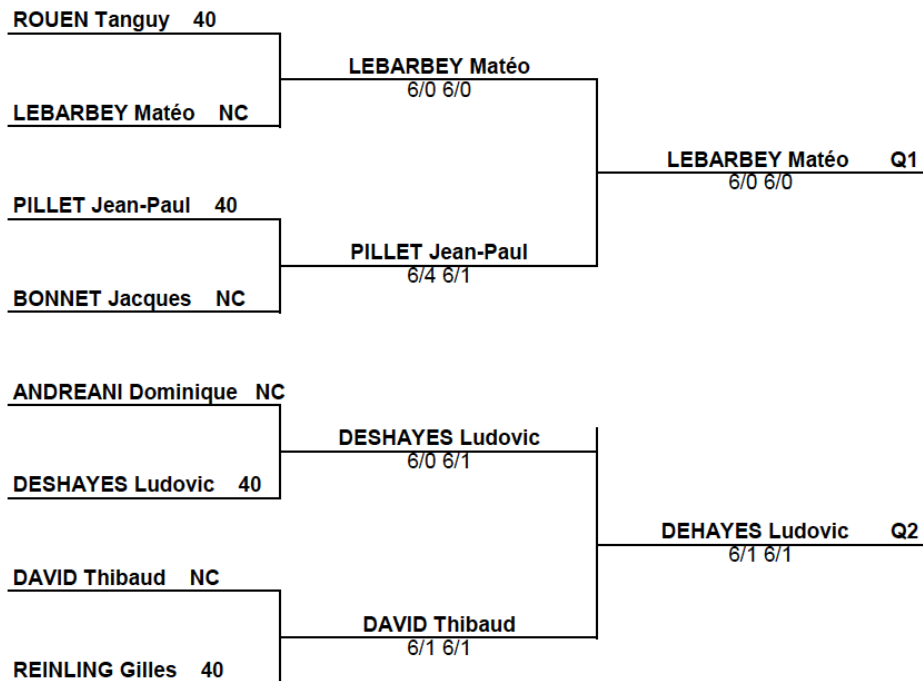 ROUEN Tanguy 40
LEBARBEY Matéo
6/0 6/0
LEBARBEY Matéo NC
LEBARBEY Matéo Q1
6/0 6/0
PILLET Jean-Paul 40
PILLET Jean-Paul
6/4 6/1
BONNET Jacques NC
ANDREANI Dominique NC
DESHAYES Ludovic
6/0 6/1
DESHAYES Ludovic 40
DEHAYES Ludovic Q2
6/1 6/1
DAVID Thibaud NC
DAVID Thibaud
6/1 6/1
REINLING Gilles 40